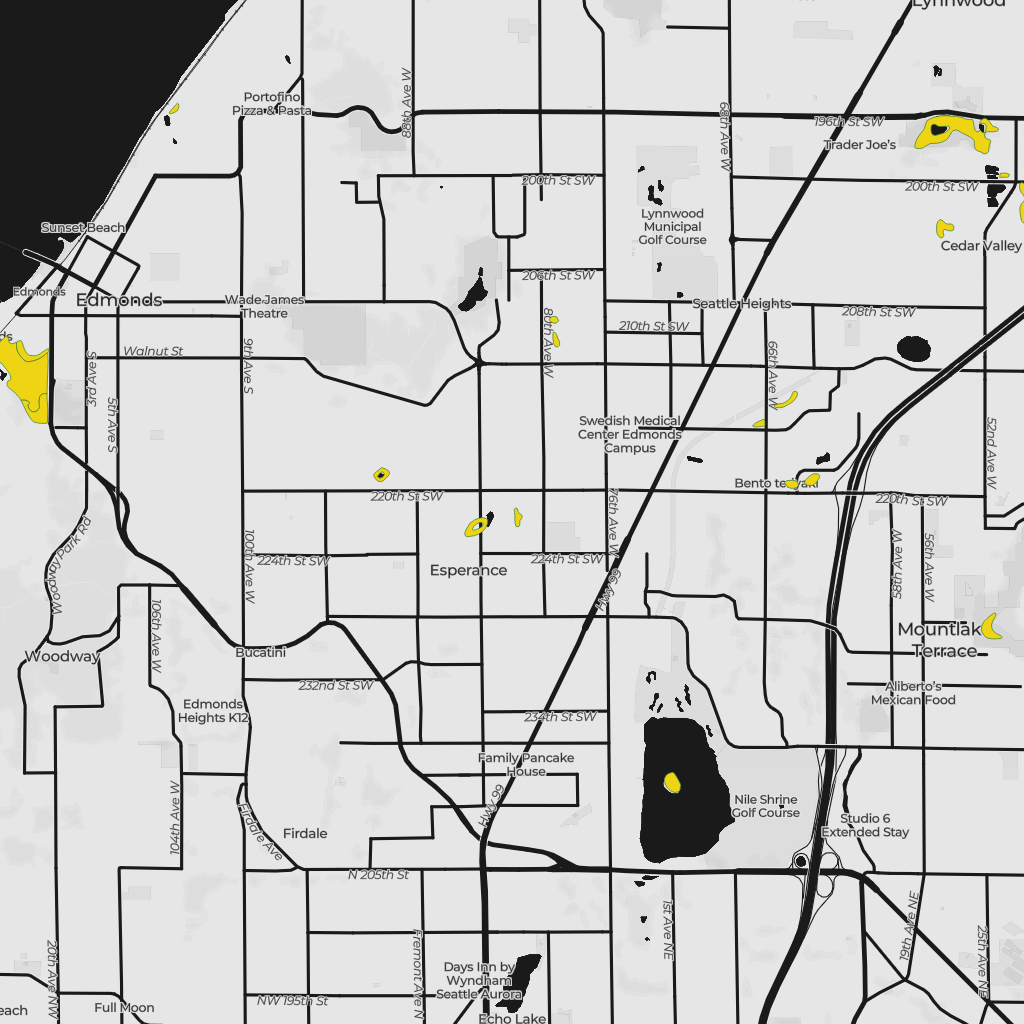 Lynnwood
Portofino
Pizza & Pasta
88th Ave W
68th Ave W
196th St SW
Trader Joe's
200th St SW
200th St SW
Sunset Beach
Lynnwood
Municipal
Golf Course
Cedar Valley
206th St SW
Edmonds
Edmonds
Wade James
Theatre
Seattle Heights
208th St SW
80th Ave W
210th St SW
ds
Walnut St
9th Ave S
3rd Ave S
66th Ave W
5th Ave S
Swedish Medical
Center Edmonds
Campus
52nd Ave W
Bento teriyaki
220th St SW
220th St SW
76th Ave W
Woodway Park Rd
100th Ave W
224th St SW
224th St SW
58th Ave W
56th Ave W
Esperance
Hwy 99
106th Ave W
Mountlak
Terrace
Woodway
Bucatini
232nd St SW
Aliberto's
Mexican Food
Edmonds
Heights K12
234th St SW
Family Pancake
House
Hwy 99
104th Ave W
Firdale Ave
Firdale
Nile Shrine
Golf Course
Studio 6
Extended Stay
N 205th St
1st Ave NE
19th Ave NE
20th Ave NW
Fremont Ave N
25th Ave NE
Days Inn by
Wyndham
Seattle Aurora
NW 195th St
each
Full Moon
Echo Lake